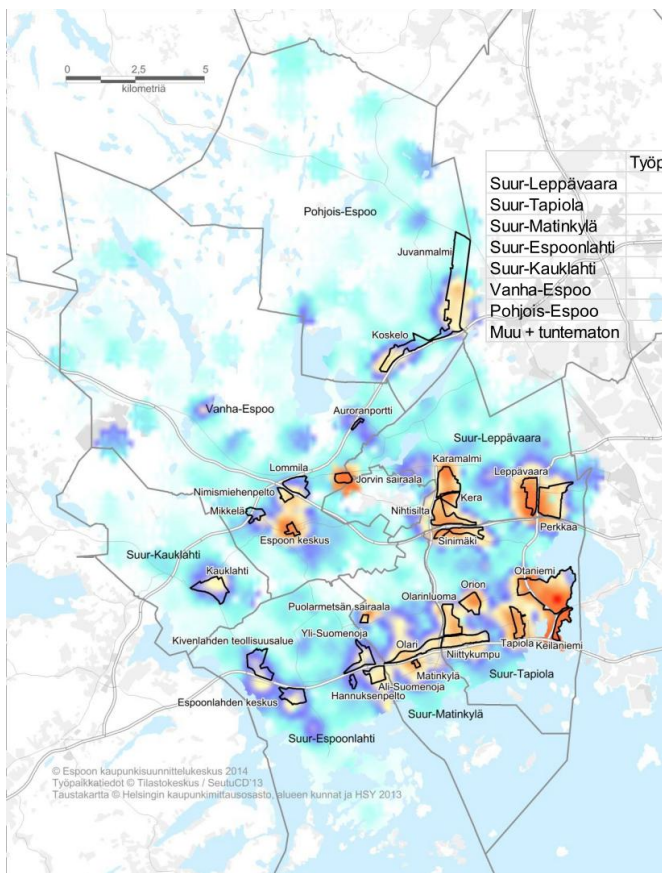 0 2,5 5
kilometriä
Työp
Suur-Leppävaara
Suur-Tapiola
Suur-Matinkylä
Suur-Espoonlahti
Suur-Kauklahti
Vanha-Espoo
Pohjois-Espoo
Muu + tuntematon
Pohjois-Espoo
Juvanmalmi
Koskelo
Vanha-Espoo
Auroranportti
Suur-Leppävaara
Karamalmi
Leppävaara
Lommila
Jorvin sairaala
Kera
Nimismiehenpelto
Nihtisilta
Mikkelä
Perkkaa
Espoon keskus
Sinimäki
Suur-Kauklahti
Kauklahti
Otaniemi
Orion
Olarinluoma
Puolarmetsän sairaala
Yli-Suomenoja
Kivenlahden teollisuusalue
Olari
Niittykumpu
Tapiola
Keilaniemi
Matinkylä
Ali-Suomenoja
Suur-Tapiola
Espoonlahden keskus
Hannuksenpelto
Suur-Matinkylä
Suur-Espoonlahti
© Espoon kaupunkisuunnittelukeskus 2014
Työpaikkatiedot © Tilastokeskus / SeutuCD'13
Taustakartta © Helsingin kaupunkimittausosasto, alueen kunnat ja HSY 2013